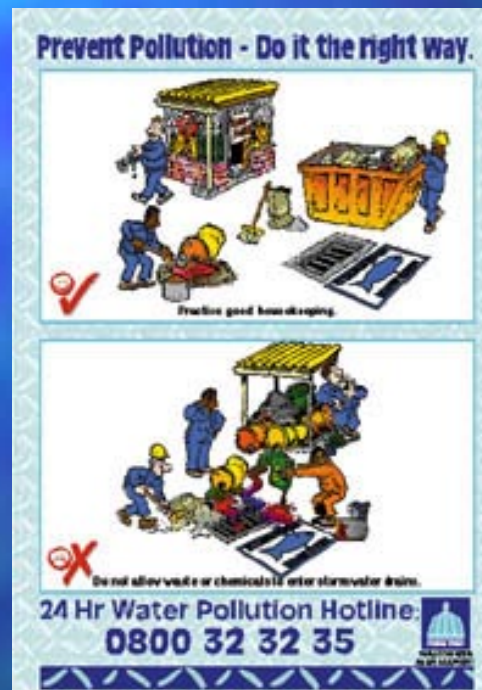 Prevent Pollution - Do it the right way.
Practice good housekeeping.
Do not allow waste or chemicals to enter stormwater drains.
24 Hr Water Pollution Hotline:
0800 32 32 35